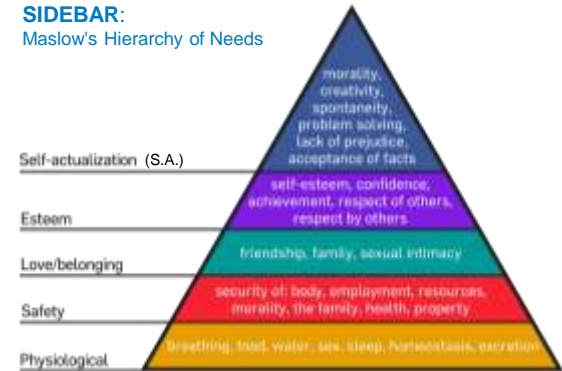 SIDEBAR:
Maslow's Hierarchy of Needs
morality,
creativity,
spontaneity,
problem solving,
lack of prejudice,
acceptance of facts
Self-actualization (S.A.)
self-esteem, confidence,
achievement, respect of others,
respect by others
Esteem
friendship, family, sexual intimacy
Love/belonging
security of: body, employment, resources,
morality, the family, health, property
Safety
breathing, food, water, sex, sleep, homeostasis, excretion
Physiological